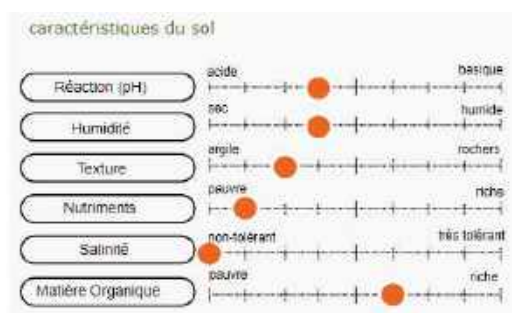 caractéristiques du sol
acide basique
Réaction (pH)
sec humide
Humidité
argile rochers
Texture
pauvre riche
Nutriments
non-tolérant très tolérant
Salinité
pauvre riche
Matière Organique